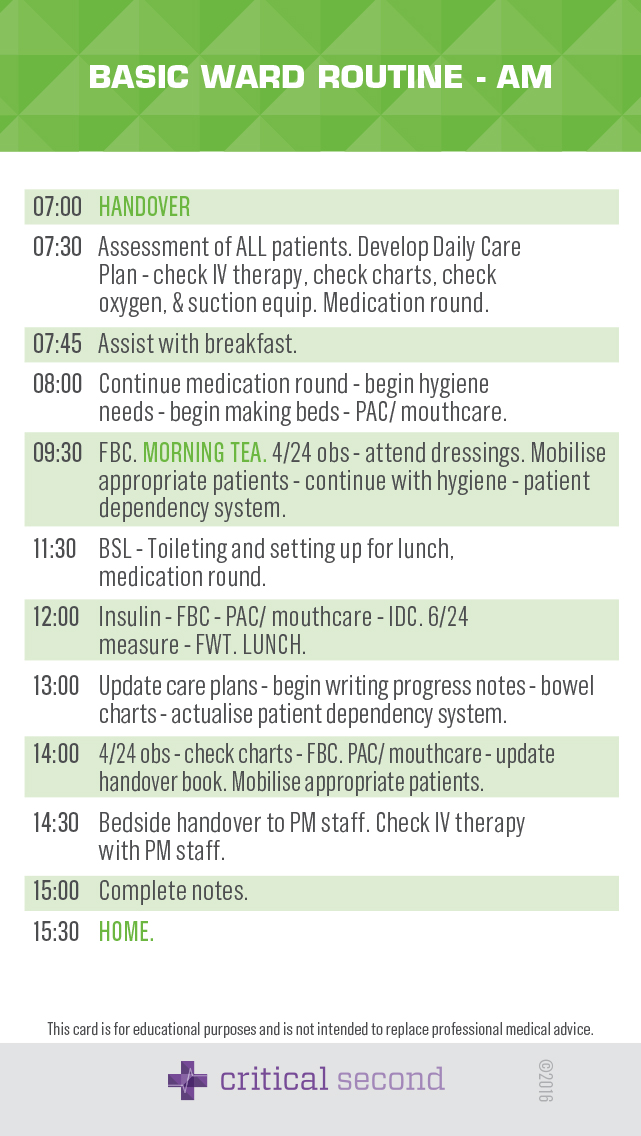 BASIC WARD ROUTINE - AM
07:00 HANDOVER
07:30 Assessment of ALL patients. Develop Daily Care
Plan - check IV therapy, check charts, check
oxygen, & suction equip. Medication round.
07:45 Assist with breakfast.
08:00 Continue medication round - begin hygiene
needs - begin making beds - PAC/ mouthcare.
09:30 FBC. MORNING TEA. 4/24 obs - attend dressings. Mobilise
appropriate patients - continue with hygiene - patient
dependency system.
11:30 BSL - Toileting and setting up for lunch,
medication round.
12:00 Insulin - FBC - PAC/ mouthcare - IDC. 6/24
measure - FWT. LUNCH.
13:00 Update care plans - begin writing progress notes - bowel
charts - actualise patient dependency system.
14:00 4/24 obs - check charts - FBC. PAC/ mouthcare - update
handover book. Mobilise appropriate patients.
14:30 Bedside handover to PM staff. Check IV therapy
with PM staff.
15:00 Complete notes.
15:30 HOME.
This card is for educational purposes and is not intended to replace professional medical advice.
critical second
©2016